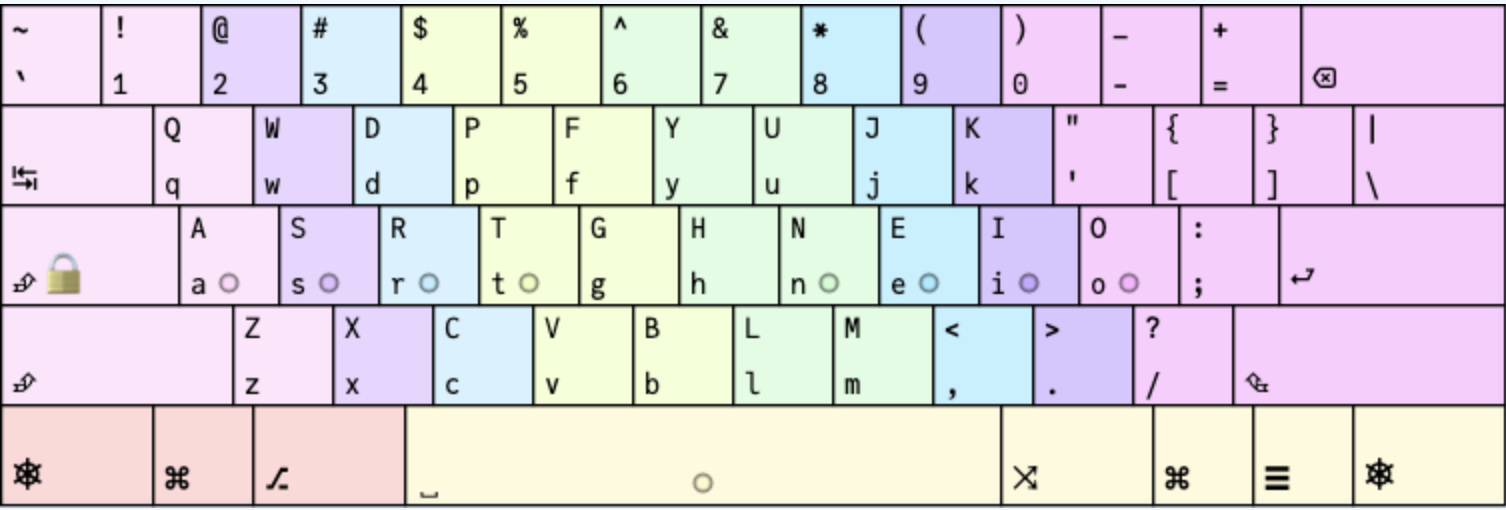 ~ ! @ # $ % ^ & * ( ) _ +
` 1 2 3 4 5 6 7 8 9 0 - =
Q W D P F Y U J K " { } |
q w d p f y u j k ' [ ] \
A S R T G H N E I O :
a s r t g h n e i o ;
Z X C V B L M < > ?
z x c v b l m , . /